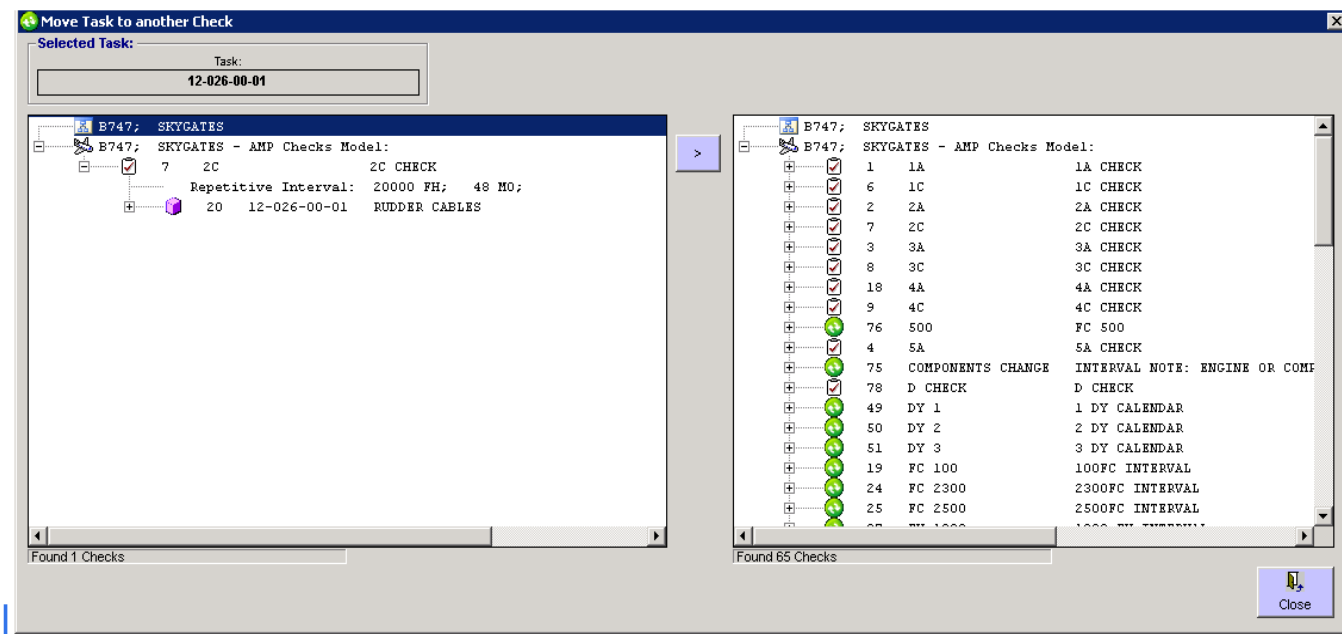 Move Task to another Check
Selected Task:
Task:
12-026-00-01
B747; SKYGATES
B747; SKYGATES - AMP Checks Model:
7 2C 2C CHECK
Repetitive Interval: 20000 FH; 48 MO;
20 12-026-00-01 RUDDER CABLES
Found 1 Checks
>
B747; SKYGATES
B747; SKYGATES - AMP Checks Model:
1 1A 1A CHECK
6 1C 1C CHECK
2 2A 2A CHECK
7 2C 2C CHECK
3 3A 3A CHECK
8 3C 3C CHECK
18 4A 4A CHECK
9 4C 4C CHECK
76 500 FC 500
4 5A 5A CHECK
75 COMPONENTS CHANGE INTERVAL NOTE: ENGINE OR COMP
78 D CHECK D CHECK
49 DY 1 1 DY CALENDAR
50 DY 2 2 DY CALENDAR
51 DY 3 3 DY CALENDAR
19 FC 100 100FC INTERVAL
24 FC 2300 2300FC INTERVAL
25 FC 2500 2500FC INTERVAL
Found 65 Checks
Close